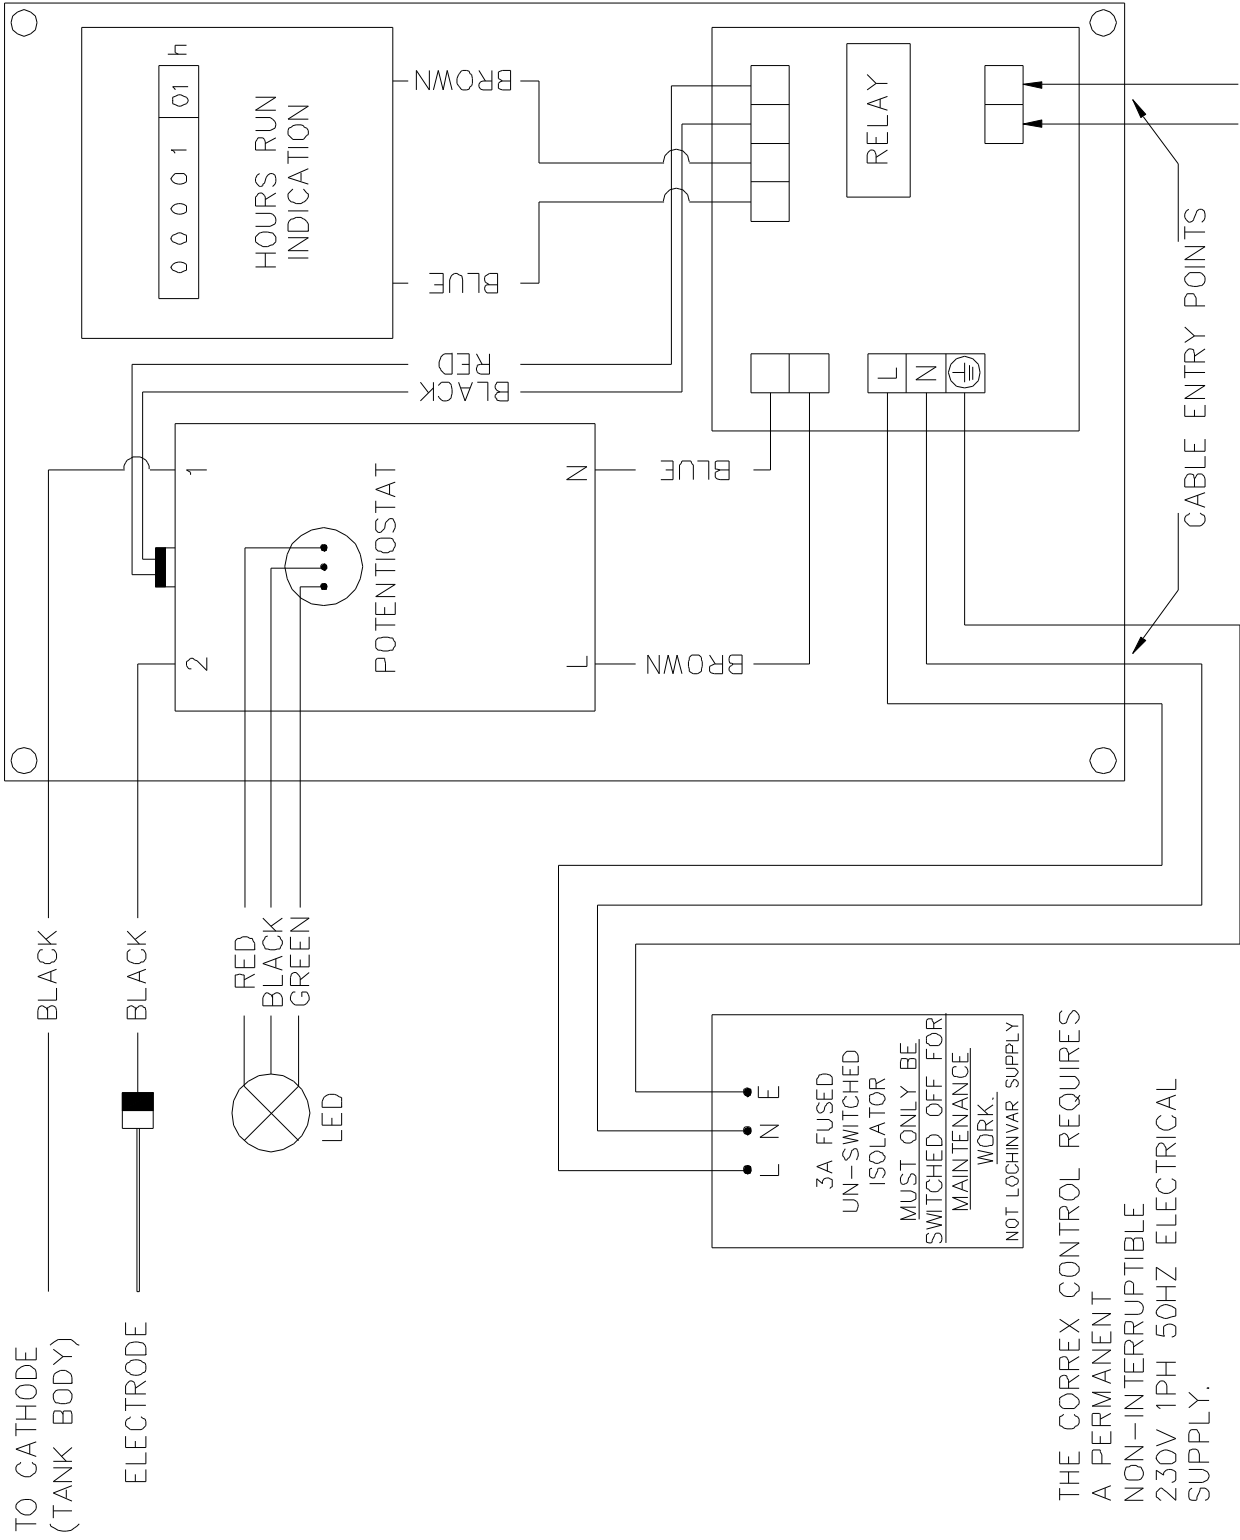 TO CATHODE
(TANK BODY)
ELECTRODE
BLACK
BLACK
RED
BLACK
GREEN
LED
1
2
POTENTIOSTAT
N
L
BLUE
BROWN
RED
BLACK
0 0 0 0 1 01 h
HOURS RUN
INDICATION
BROWN
BLUE
RELAY
L
N
CABLE ENTRY POINTS
L N E
3A FUSED
UN-SWITCHED
ISOLATOR
MUST ONLY BE
SWITCHED OFF FOR
MAINTENANCE
WORK.
NOT LOCHINVAR SUPPLY
THE CORREX CONTROL REQUIRES
A PERMANENT
NON-INTERRUPTIBLE
230V 1PH 50HZ ELECTRICAL
SUPPLY.